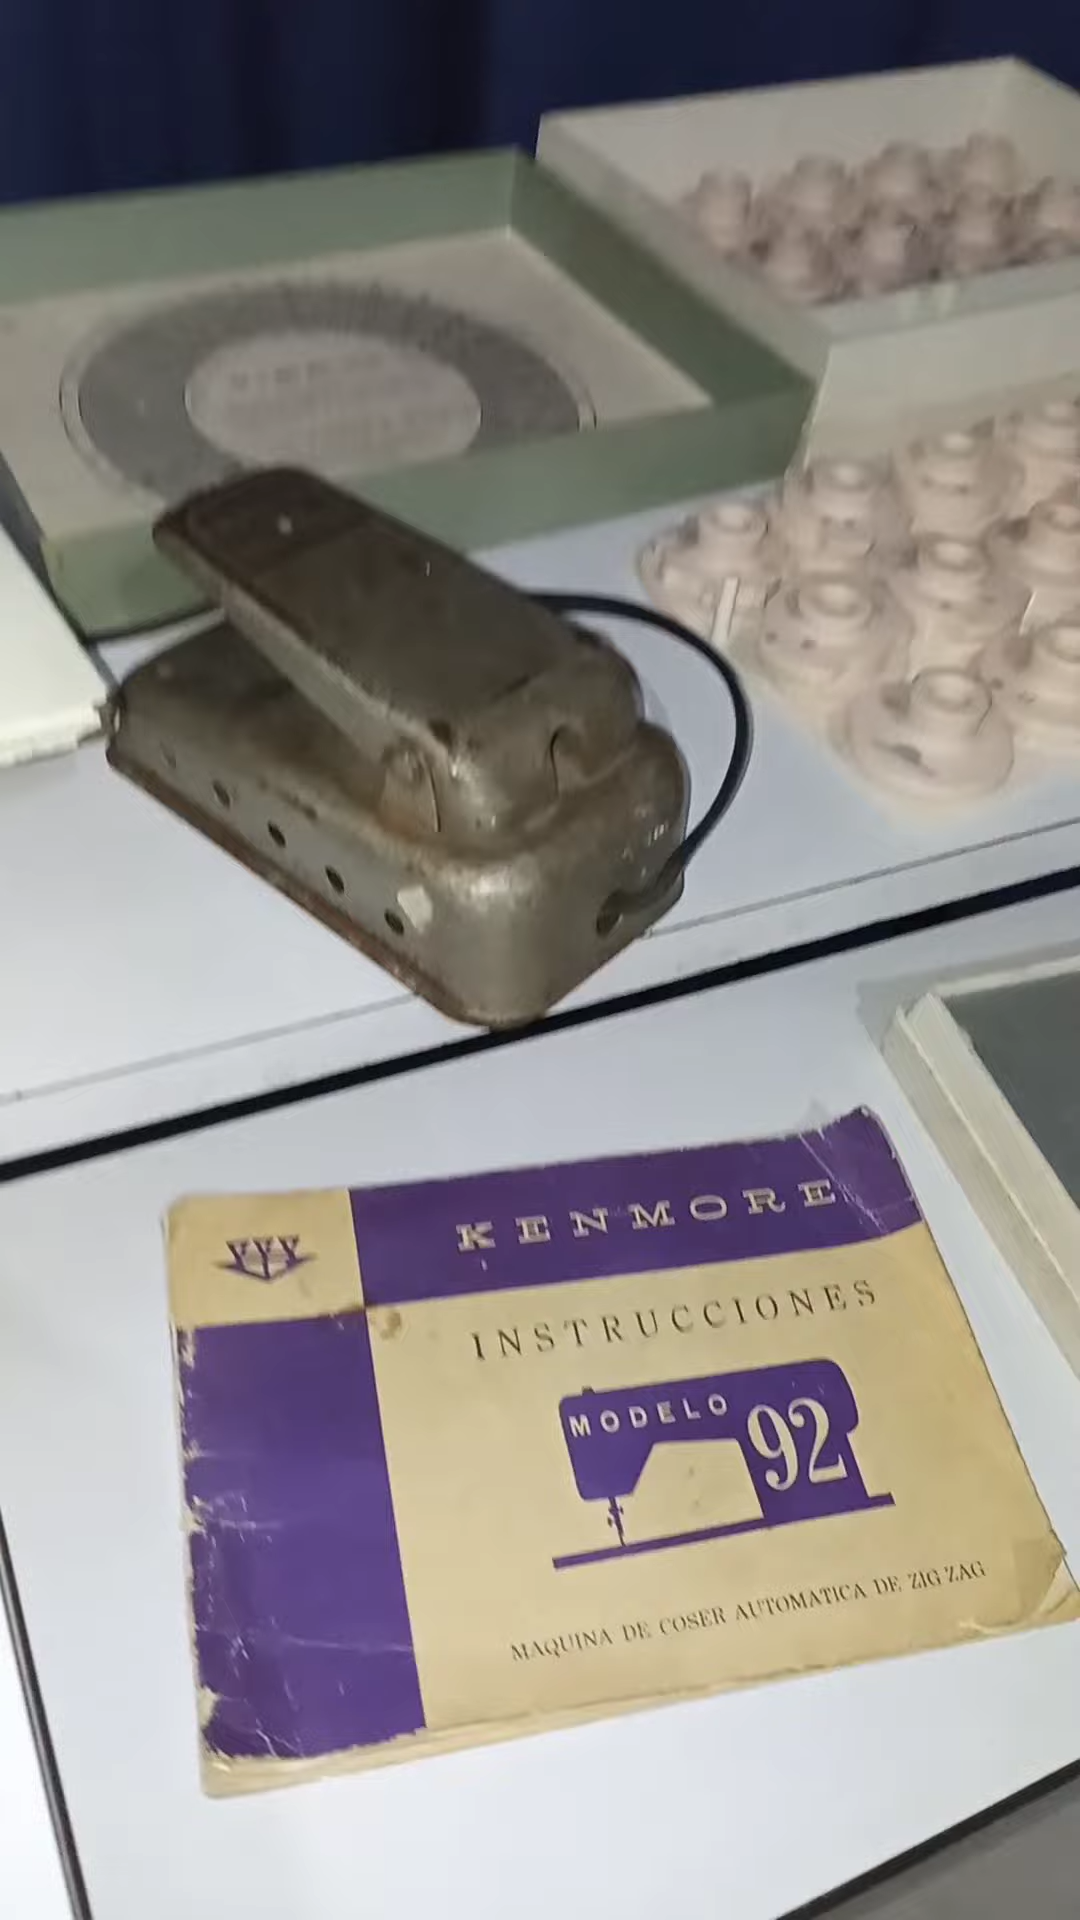 KENMORE
INSTRUCCIONES
MODELO
92
MAQUINA DE COSER AUTOMATICA DE ZIG ZAG